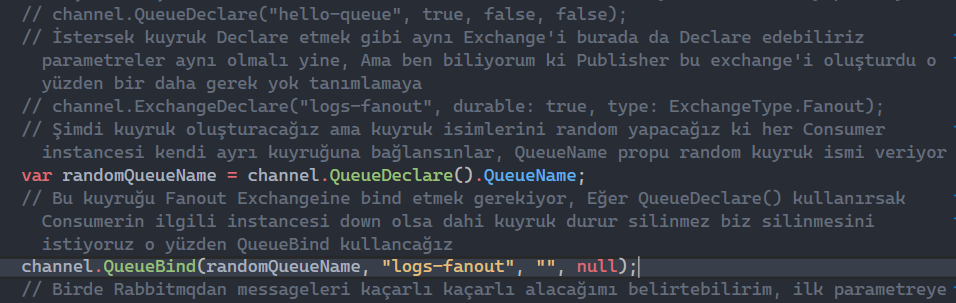 // channel.QueueDeclare("hello-queue", true, false, false);
// İstersek kuyruk Declare etmek gibi aynı Exchange'i burada da Declare edebiliriz
parametreler aynı olmalı yine, Ama ben biliyorum ki Publisher bu exchange'i oluşturdu o
yüzden bir daha gerek yok tanımlamaya
// channel.ExchangeDeclare("logs-fanout", durable: true, type: ExchangeType.Fanout);
// Şimdi kuyruk oluşturacağız ama kuyruk isimlerini random yapacağız ki her Consumer
instancesi kendi ayrı kuyruğuna bağlansınlar, QueueName propu random kuyruk ismi veriyor
var randomQueueName = channel.QueueDeclare().QueueName;
// Bu kuyruğu Fanout Exchangeine bind etmek gerekiyor, Eğer QueueDeclare() kullanırsak
Consumerin ilgili instancesi down olsa dahi kuyruk durur silinmez biz silinmesini
istiyoruz o yüzden QueueBind kullancağız
channel.QueueBind(randomQueueName, "logs-fanout", "", null);
// Birde Rabbitmqdan messageleri kaçarlı kaçarlı alacağımı belirtebilirim, ilk parametreye